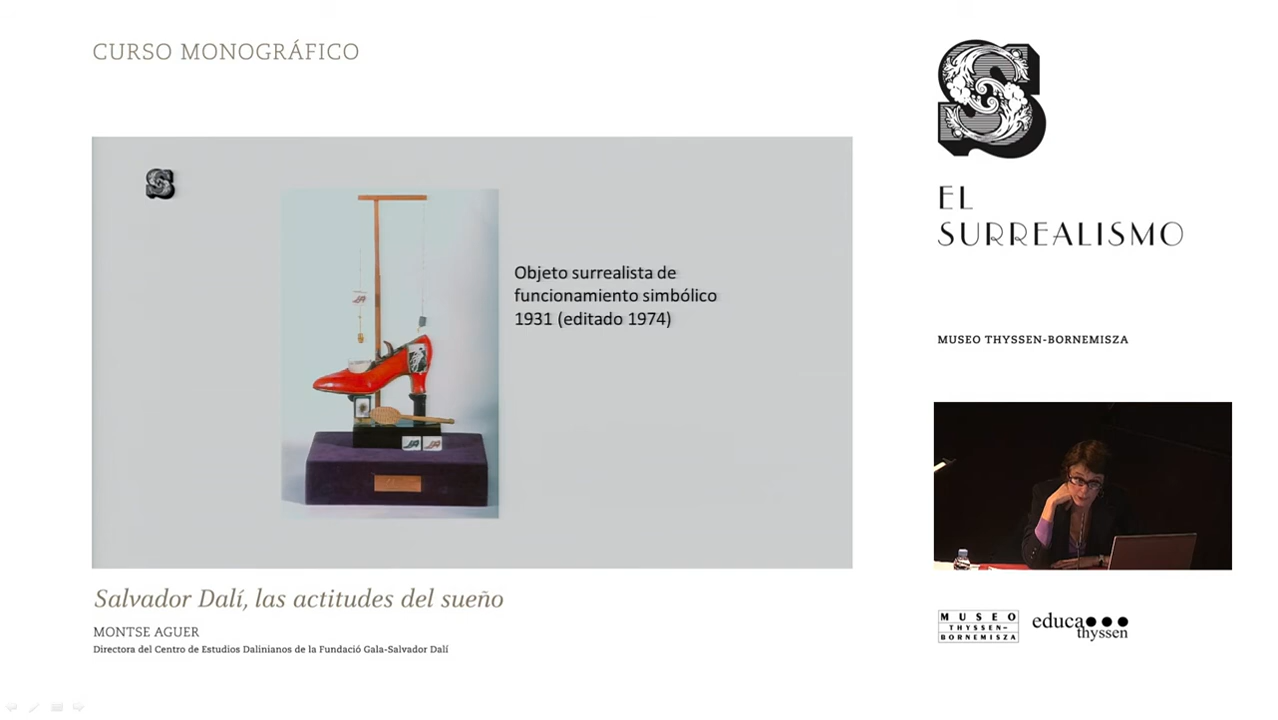 CURSO MONOGRÁFICO
S
EL
SURREALISMO
S
Objeto surrealista de
funcionamiento simbólico
1931 (editado 1974)
MUSEO THYSSEN-BORNEMISZA
Salvador Dalí, las actitudes del sueño
MONTSE AGUER
Directora del Centro de Estudios Dalinianos de la Fundació Gala-Salvador Dalí
MUSEO
THYSSEN-
BORNEMISZA
educa
thyssen